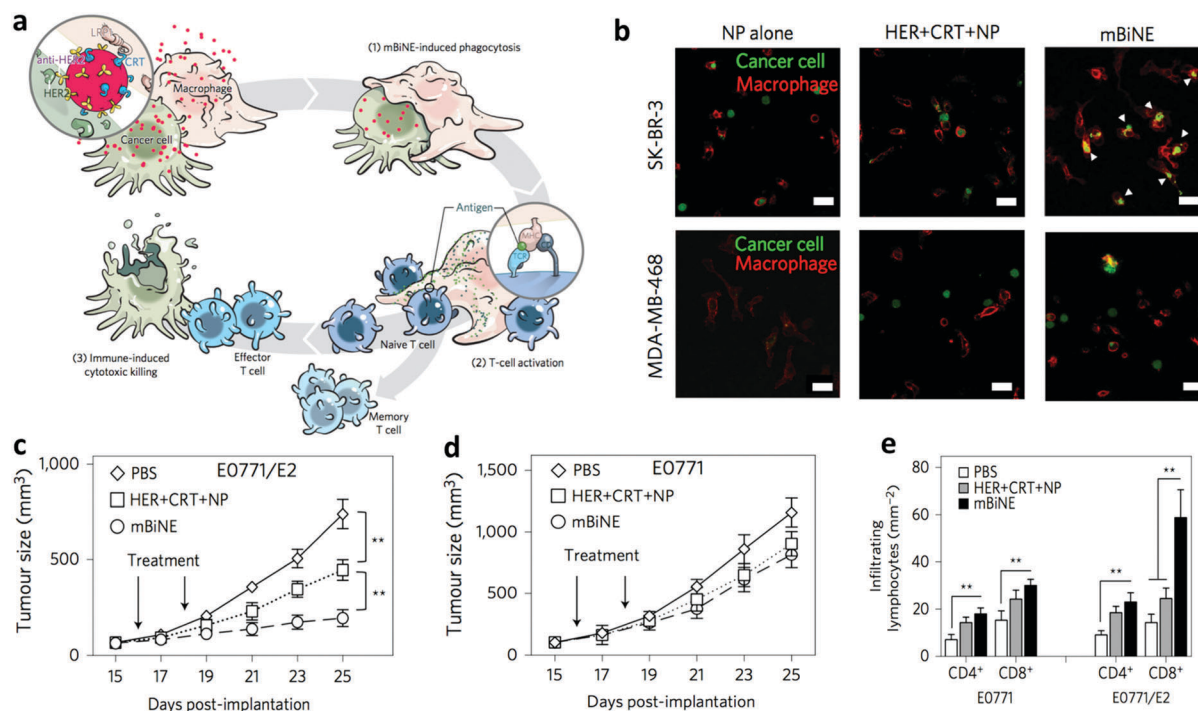 a
LRP1
anti-HER2
CRT
HER2
Macrophage
Cancer cell
(1) mBiNE-induced phagocytosis
Antigen
MHC
TCR
Naive T cell
(2) T-cell activation
Effector
T cell
(3) Immune-induced
cytotoxic killing
Memory
T cell
b
NP alone
HER+CRT+NP
mBiNE
SK-BR-3
Cancer cell
Macrophage
MDA-MB-468
Cancer cell
Macrophage
c
E0771/E2
Tumour size (mm³)
1,000
500
0
PBS
HER+CRT+NP
mBiNE
Treatment
**
**
15 17 19 21 23 25
Days post-implantation
d
E0771
Tumour size (mm³)
1,500
1,000
500
0
PBS
HER+CRT+NP
mBiNE
Treatment
15 17 19 21 23 25
Days post-implantation
e
Infiltrating
lymphocytes (mm⁻²)
80
60
40
20
0
PBS
HER+CRT+NP
mBiNE
**
**
**
**
CD4⁺ CD8⁺ CD4⁺ CD8⁺
E0771 E0771/E2